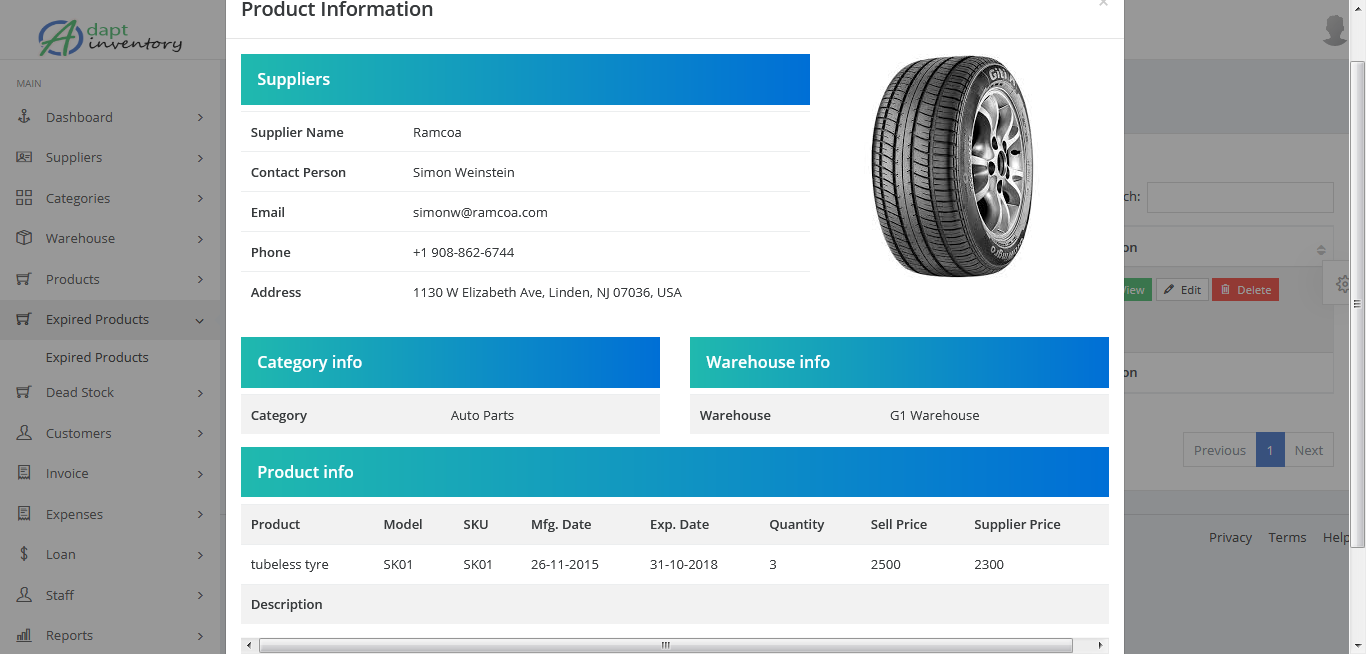 Product Information
×
Adapt
inventory
MAIN
Dashboard
Suppliers
Categories
Warehouse
Products
Expired Products
Expired Products
Dead Stock
Customers
Invoice
Expenses
Loan
Staff
Reports
Suppliers
Supplier Name Ramcoa
Contact Person Simon Weinstein
Email simonw@ramcoa.com
Phone +1 908-862-6744
Address 1130 W Elizabeth Ave, Linden, NJ 07036, USA
Category info
Category Auto Parts
Warehouse info
Warehouse G1 Warehouse
Product info
Product Model SKU Mfg. Date Exp. Date Quantity Sell Price Supplier Price
tubeless tyre SK01 SK01 26-11-2015 31-10-2018 3 2500 2300
Description
ch:
on
View Edit Delete
on
Previous 1 Next
Privacy Terms Help